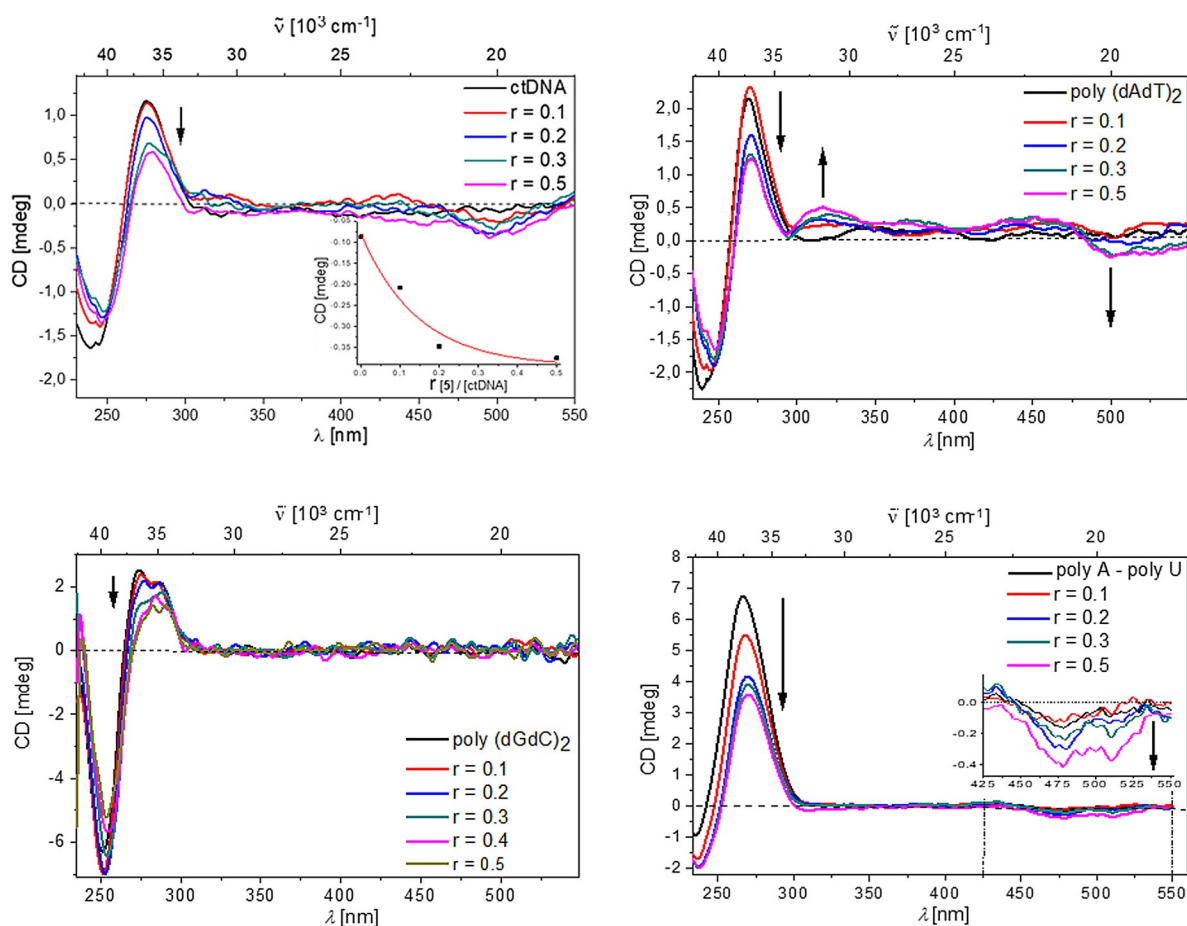 ṽ [10³ cm-1]
40 35 30 25 20
CD [mdeg]
1,0
0,5
0,0
-0,5
-1,0
-1,5
-2,0
ctDNA
r = 0.1
r = 0.2
r = 0.3
r = 0.5
CD [mdeg]
-0.05
-0.10
-0.15
-0.20
-0.25
-0.30
-0.35
0.0 0.1 0.2 0.3 0.4 0.5
r [5] / [ctDNA]
250 300 350 400 450 500 550
λ [nm]
ṽ [10³ cm-1]
40 35 30 25 20
CD [mdeg]
2,0
1,5
1,0
0,5
0,0
-0,5
-1,0
-1,5
-2,0
poly (dAdT)2
r = 0.1
r = 0.2
r = 0.3
r = 0.5
250 300 350 400 450 500
λ [nm]
ṽ [10³ cm-1]
40 35 30 25 20
CD [mdeg]
2
0
-2
-4
-6
poly (dGdC)2
r = 0.1
r = 0.2
r = 0.3
r = 0.4
r = 0.5
250 300 350 400 450 500 550
λ [nm]
ṽ [10³ cm-1]
40 35 30 25 20
CD [mdeg]
8
7
6
5
4
3
2
1
0
-1
-2
poly A - poly U
r = 0.1
r = 0.2
r = 0.3
r = 0.5
0.0
-0.2
-0.4
425 450 475 500 525 550
250 300 350 400 450 500 550
λ [nm]